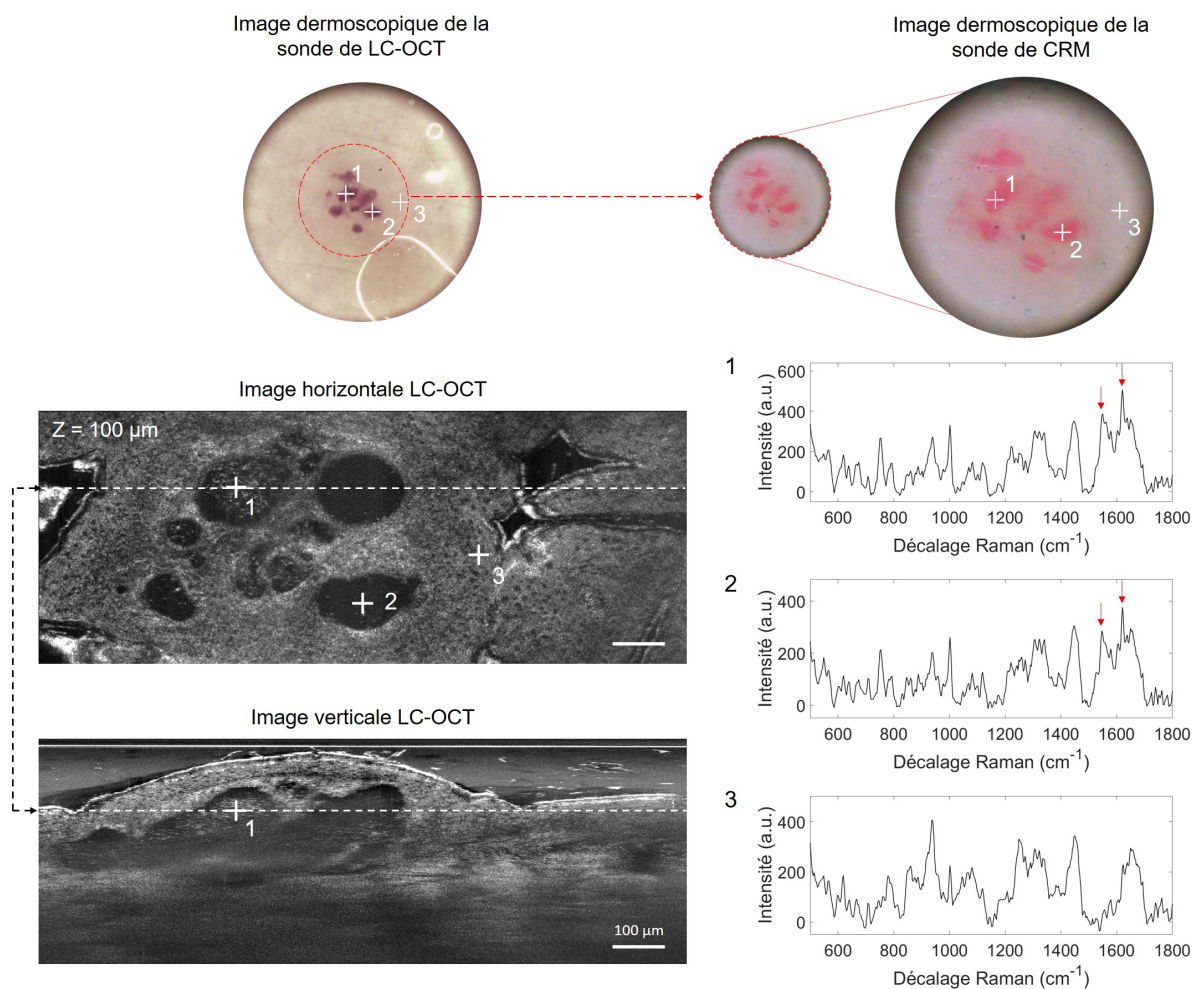 Image dermoscopique de la
sonde de LC-OCT
Image dermoscopique de la
sonde de CRM
1
2
3
1
2
3
Image horizontale LC-OCT
Z = 100 µm
1
2
3
Image verticale LC-OCT
1
100 µm
1
Intensité (a.u.)
600
400
200
0
600 800 1000 1200 1400 1600 1800
Décalage Raman (cm⁻¹)
2
Intensité (a.u.)
400
200
0
600 800 1000 1200 1400 1600 1800
Décalage Raman (cm⁻¹)
3
Intensité (a.u.)
400
200
0
600 800 1000 1200 1400 1600 1800
Décalage Raman (cm⁻¹)